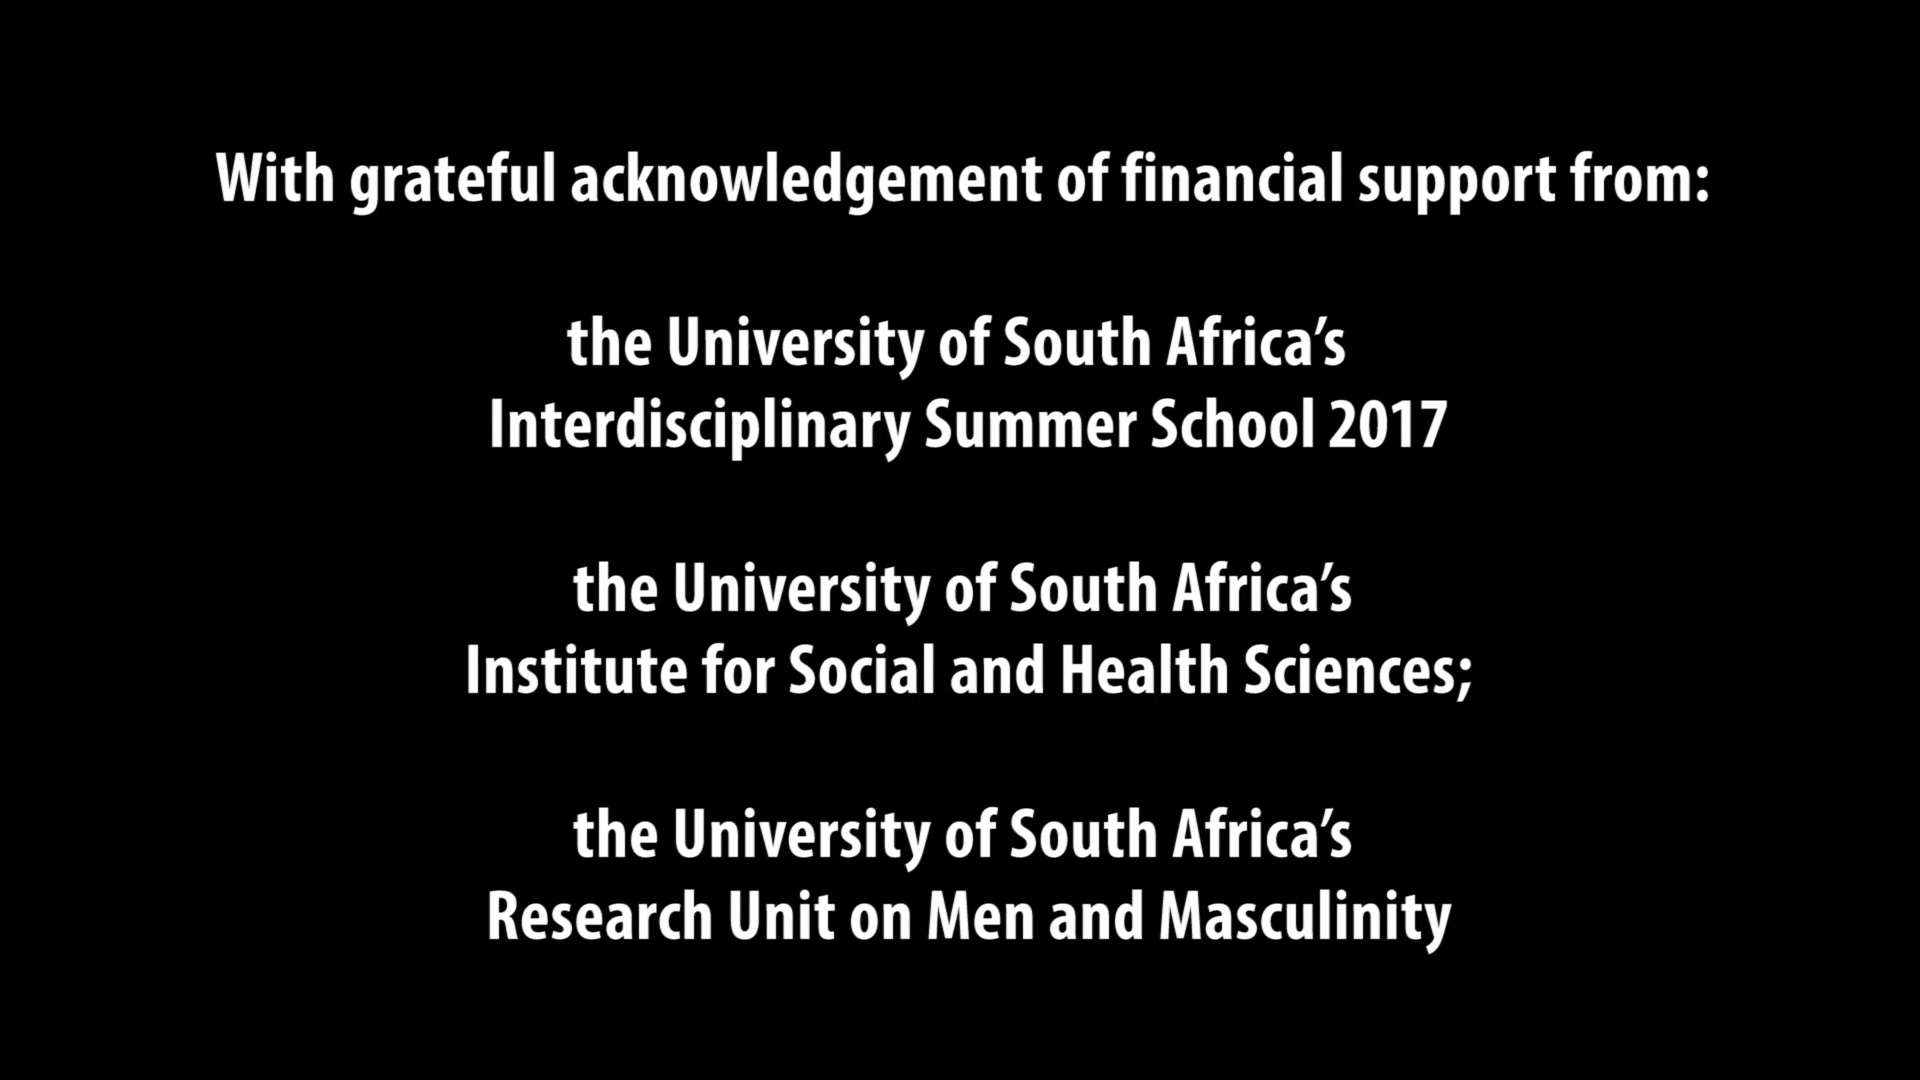 With grateful acknowledgement of financial support from:
the University of South Africa’s
Interdisciplinary Summer School 2017
the University of South Africa’s
Institute for Social and Health Sciences;
the University of South Africa’s
Research Unit on Men and Masculinity